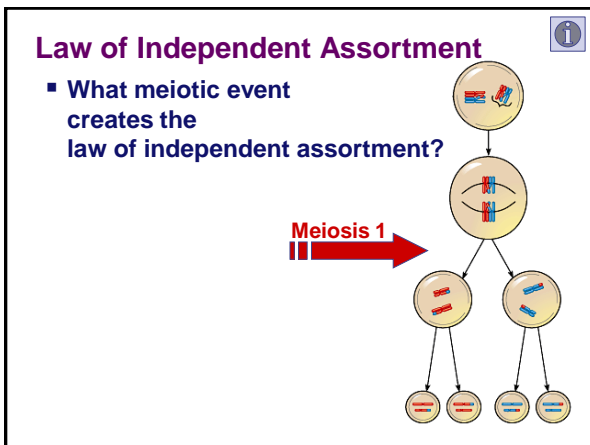 Law of Independent Assortment
i
▪ What meiotic event
creates the
law of independent assortment?
Meiosis 1